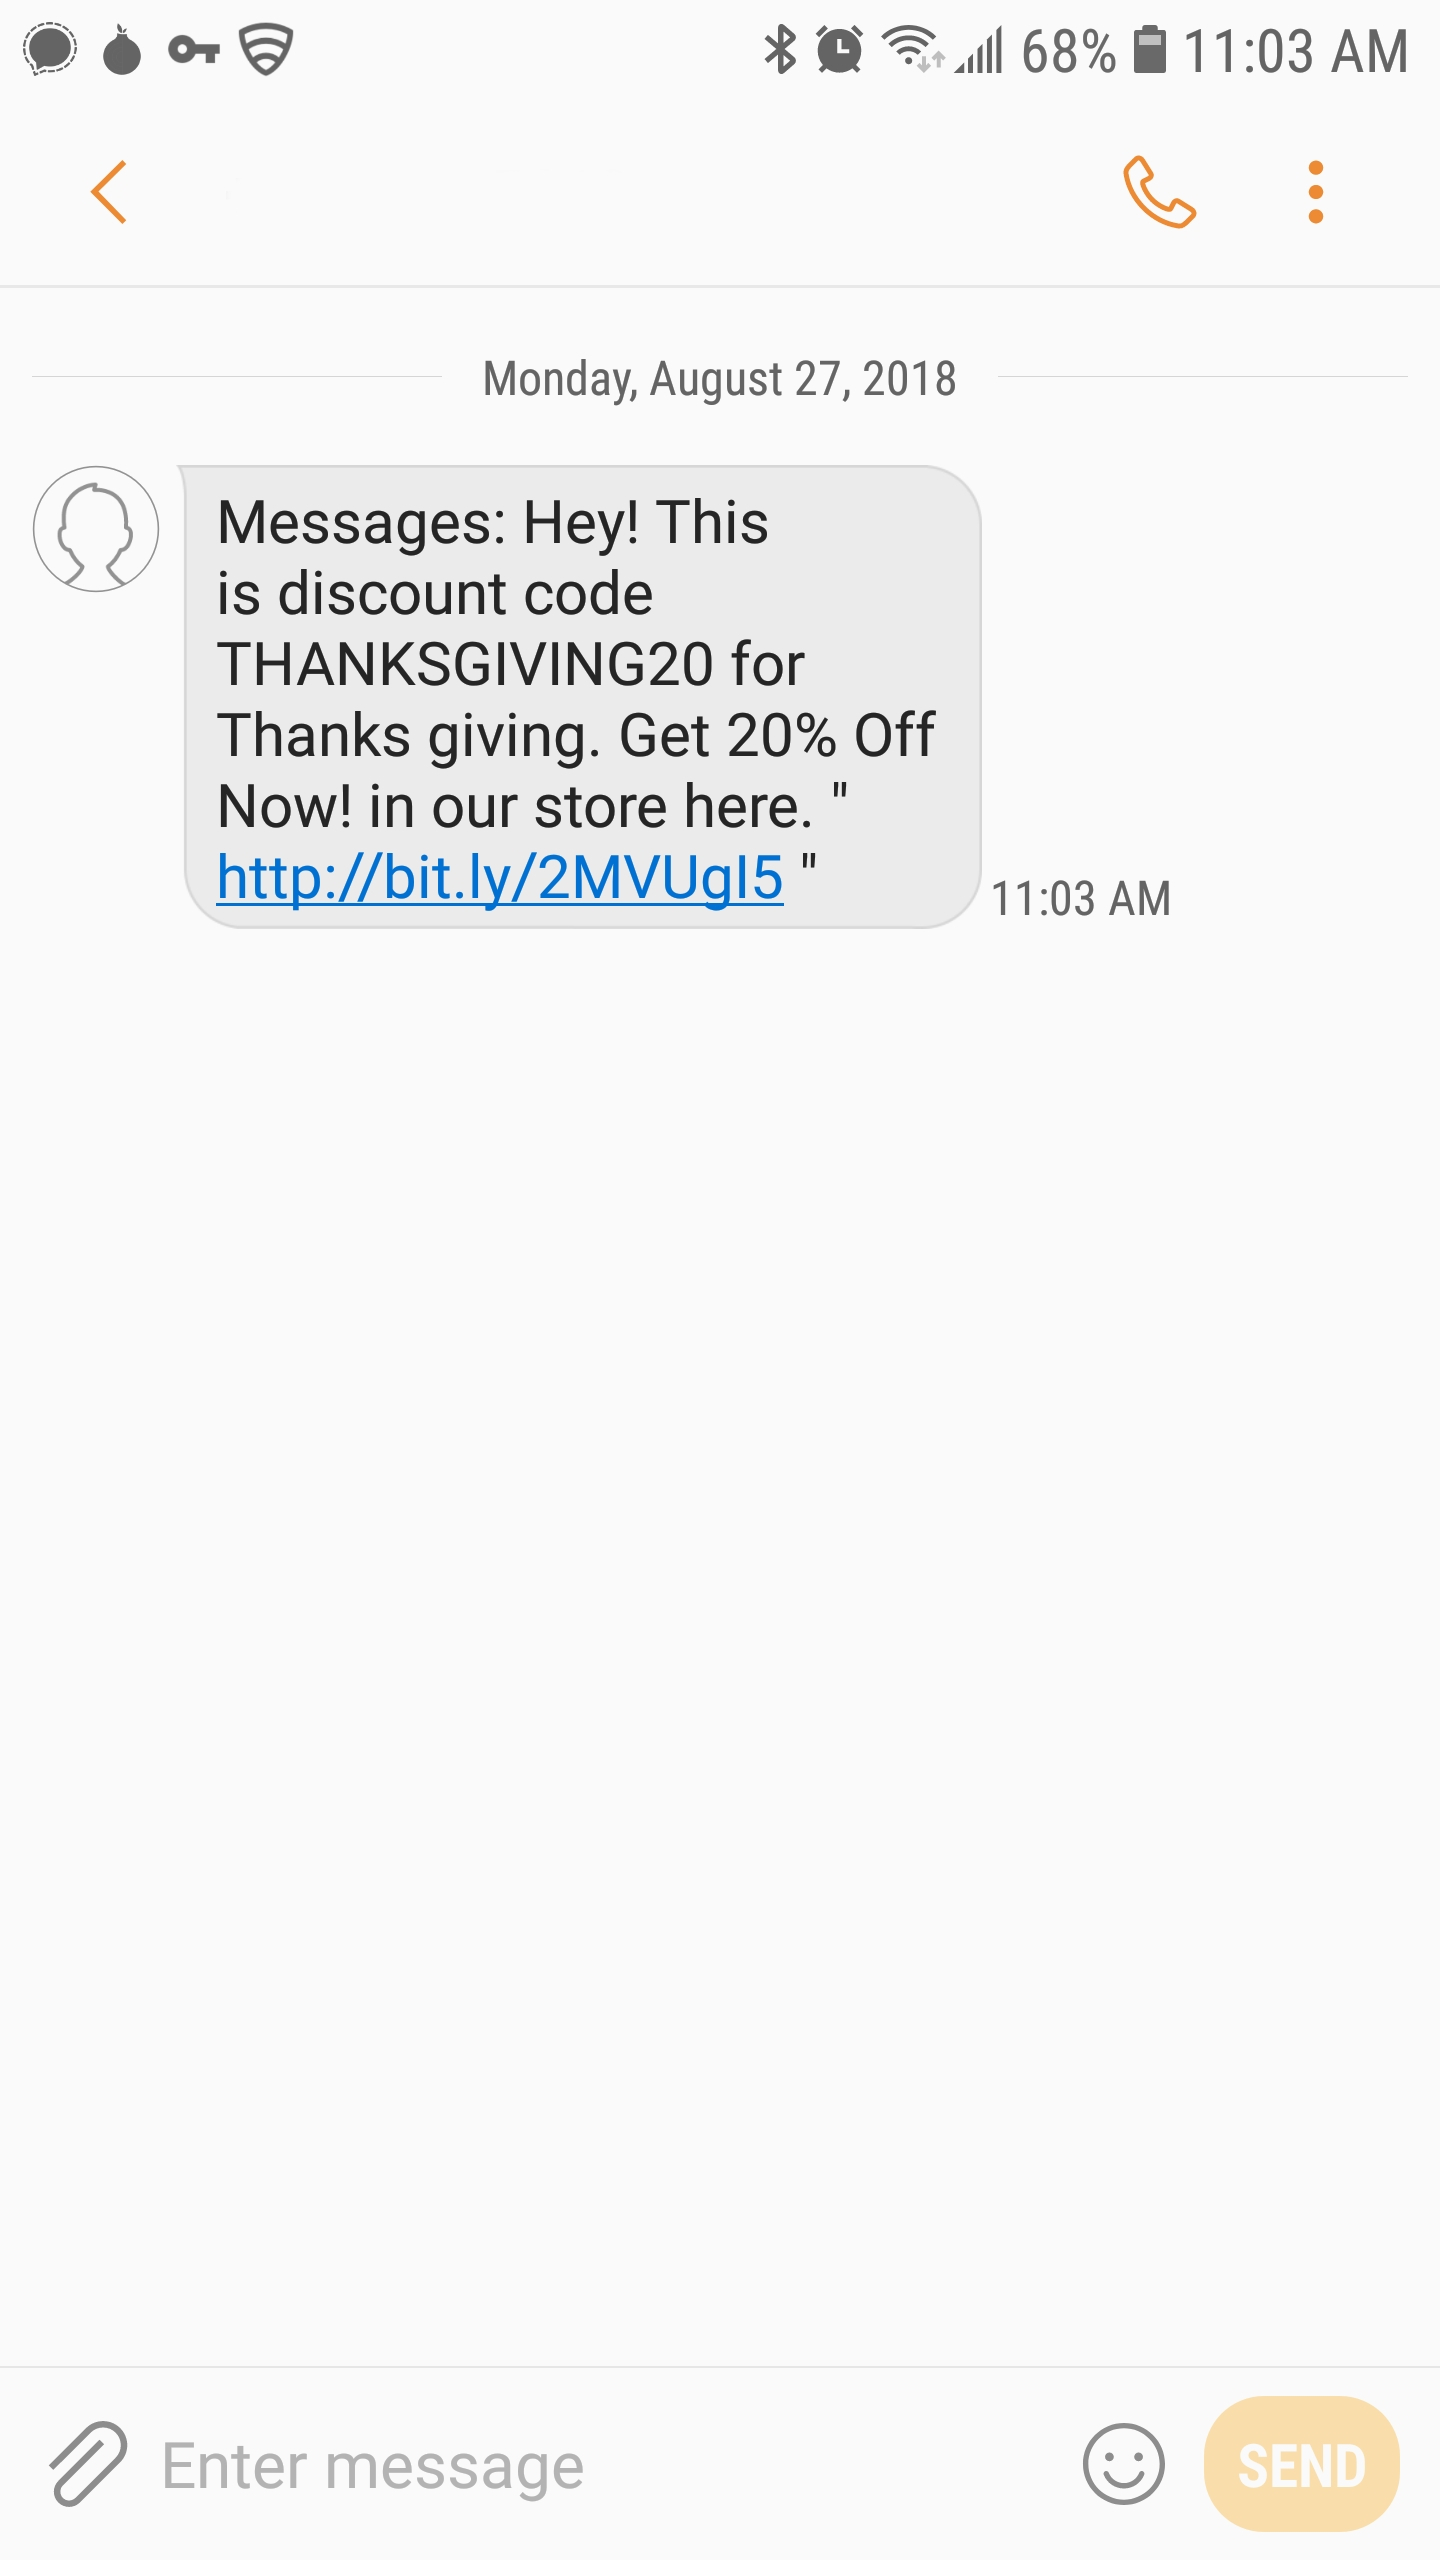 68% 11:03 AM
Monday, August 27, 2018
Messages: Hey! This
is discount code
THANKSGIVING20 for
Thanks giving. Get 20% Off
Now! in our store here. "
http://bit.ly/2MVUgI5 "
11:03 AM
Enter message
SEND